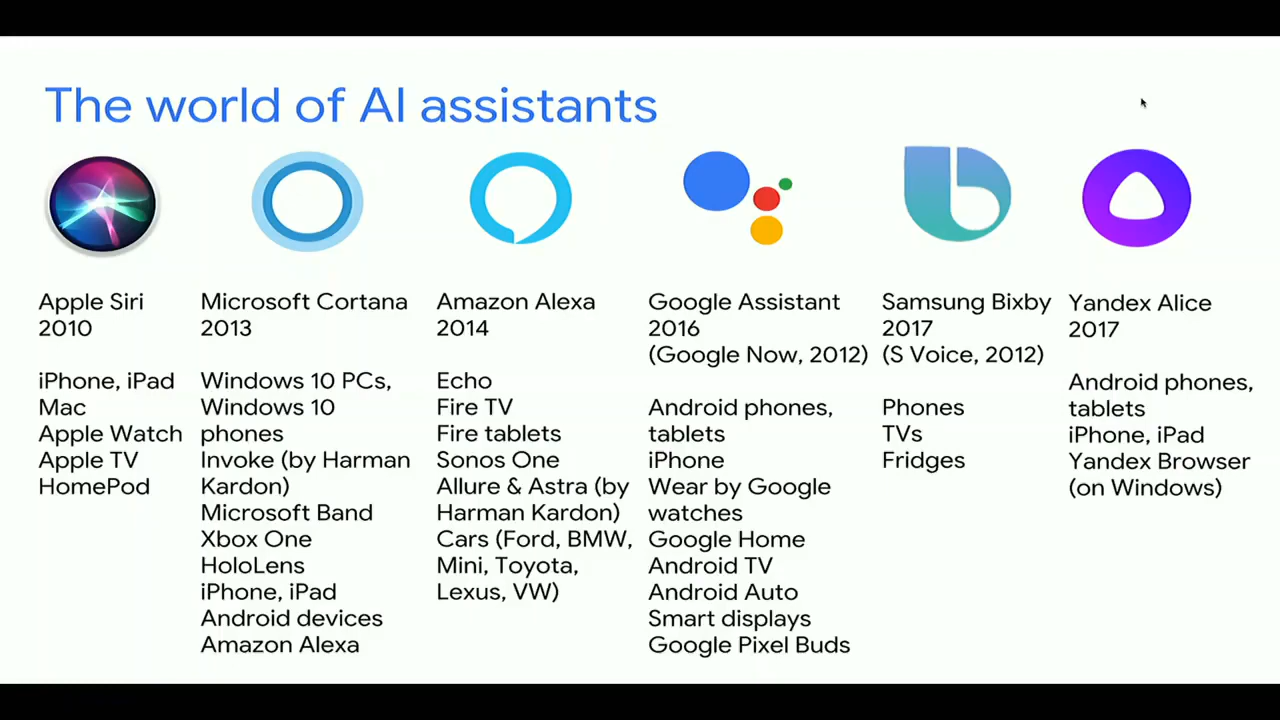 The world of AI assistants
Apple Siri
2010
iPhone, iPad
Mac
Apple Watch
Apple TV
HomePod
Microsoft Cortana
2013
Windows 10 PCs,
Windows 10
phones
Invoke (by Harman
Kardon)
Microsoft Band
Xbox One
HoloLens
iPhone, iPad
Android devices
Amazon Alexa
Amazon Alexa
2014
Echo
Fire TV
Fire tablets
Sonos One
Allure & Astra (by
Harman Kardon)
Cars (Ford, BMW,
Mini, Toyota,
Lexus, VW)
Google Assistant
2016
(Google Now, 2012)
Android phones,
tablets
iPhone
Wear by Google
watches
Google Home
Android TV
Android Auto
Smart displays
Google Pixel Buds
Samsung Bixby
2017
(S Voice, 2012)
Phones
TVs
Fridges
Yandex Alice
2017
Android phones,
tablets
iPhone, iPad
Yandex Browser
(on Windows)